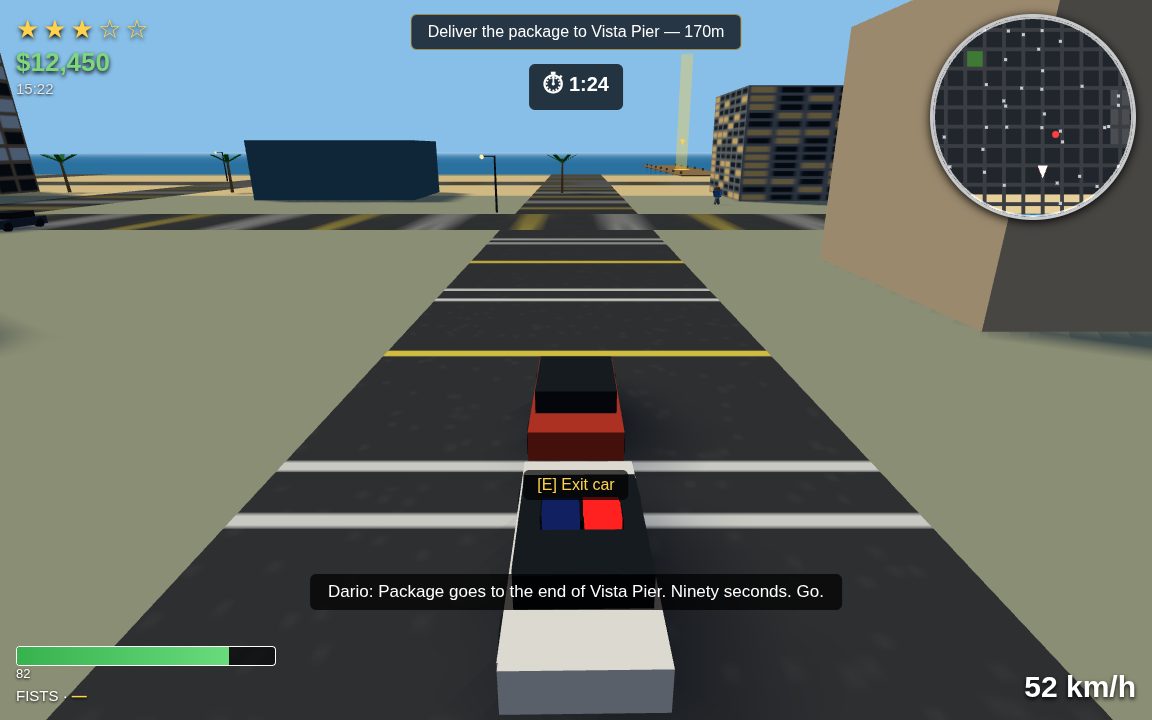 ★ ★ ★ ☆ ☆
$12,450
15:22
Deliver the package to Vista Pier — 170m
⏱ 1:24
[E] Exit car
Dario: Package goes to the end of Vista Pier. Ninety seconds. Go.
82
FISTS · —
52 km/h